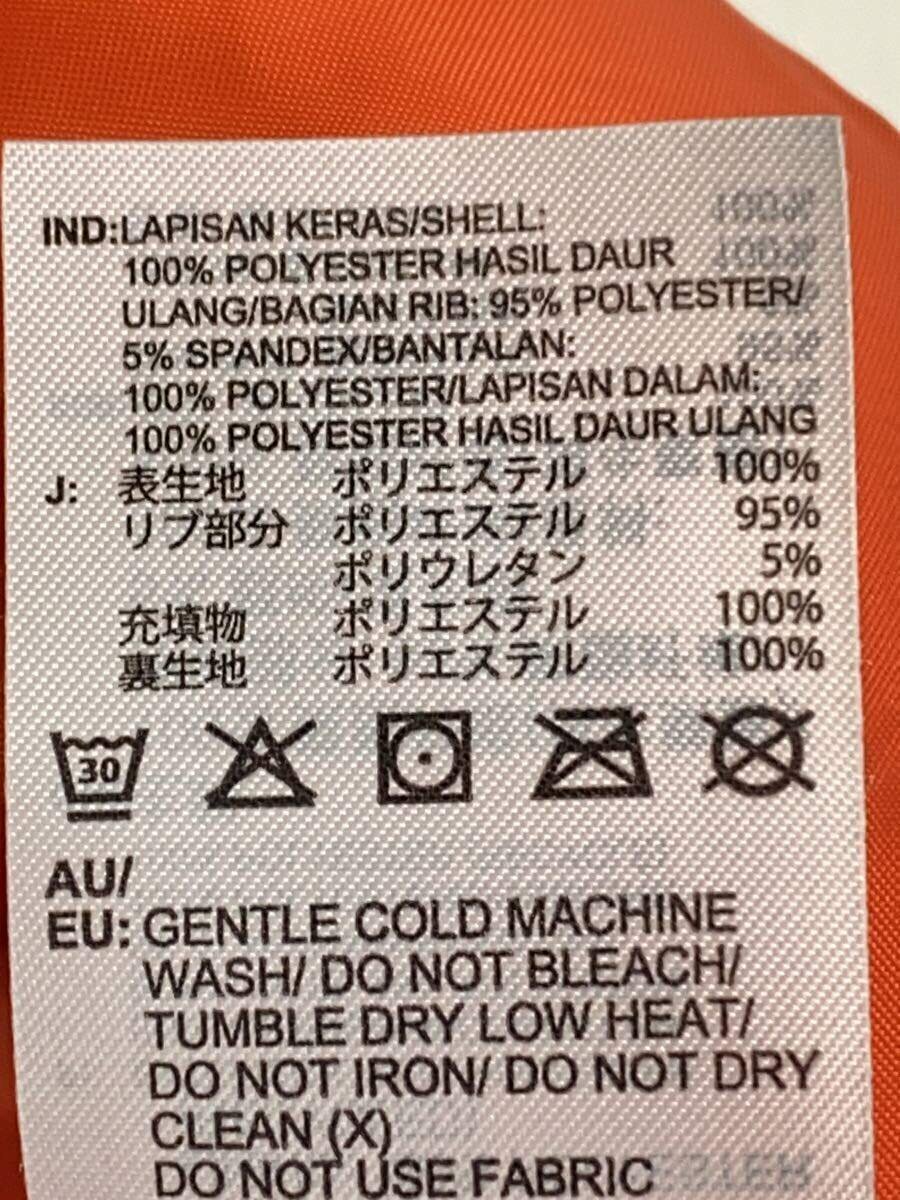 IND:LAPISAN KERAS/SHELL:
100% POLYESTER HASIL DAUR
ULANG/BAGIAN RIB: 95% POLYESTER/
5% SPANDEX/BANTALAN:
100% POLYESTER/LAPISAN DALAM:
100% POLYESTER HASIL DAUR ULANG
J: 表生地 ポリエステル 100%
リブ部分 ポリエステル 95%
ポリウレタン 5%
充填物 ポリエステル 100%
裏生地 ポリエステル 100%
30
AU/
EU: GENTLE COLD MACHINE
WASH/ DO NOT BLEACH/
TUMBLE DRY LOW HEAT/
DO NOT IRON/ DO NOT DRY
CLEAN (X)
DO NOT USE FABRIC